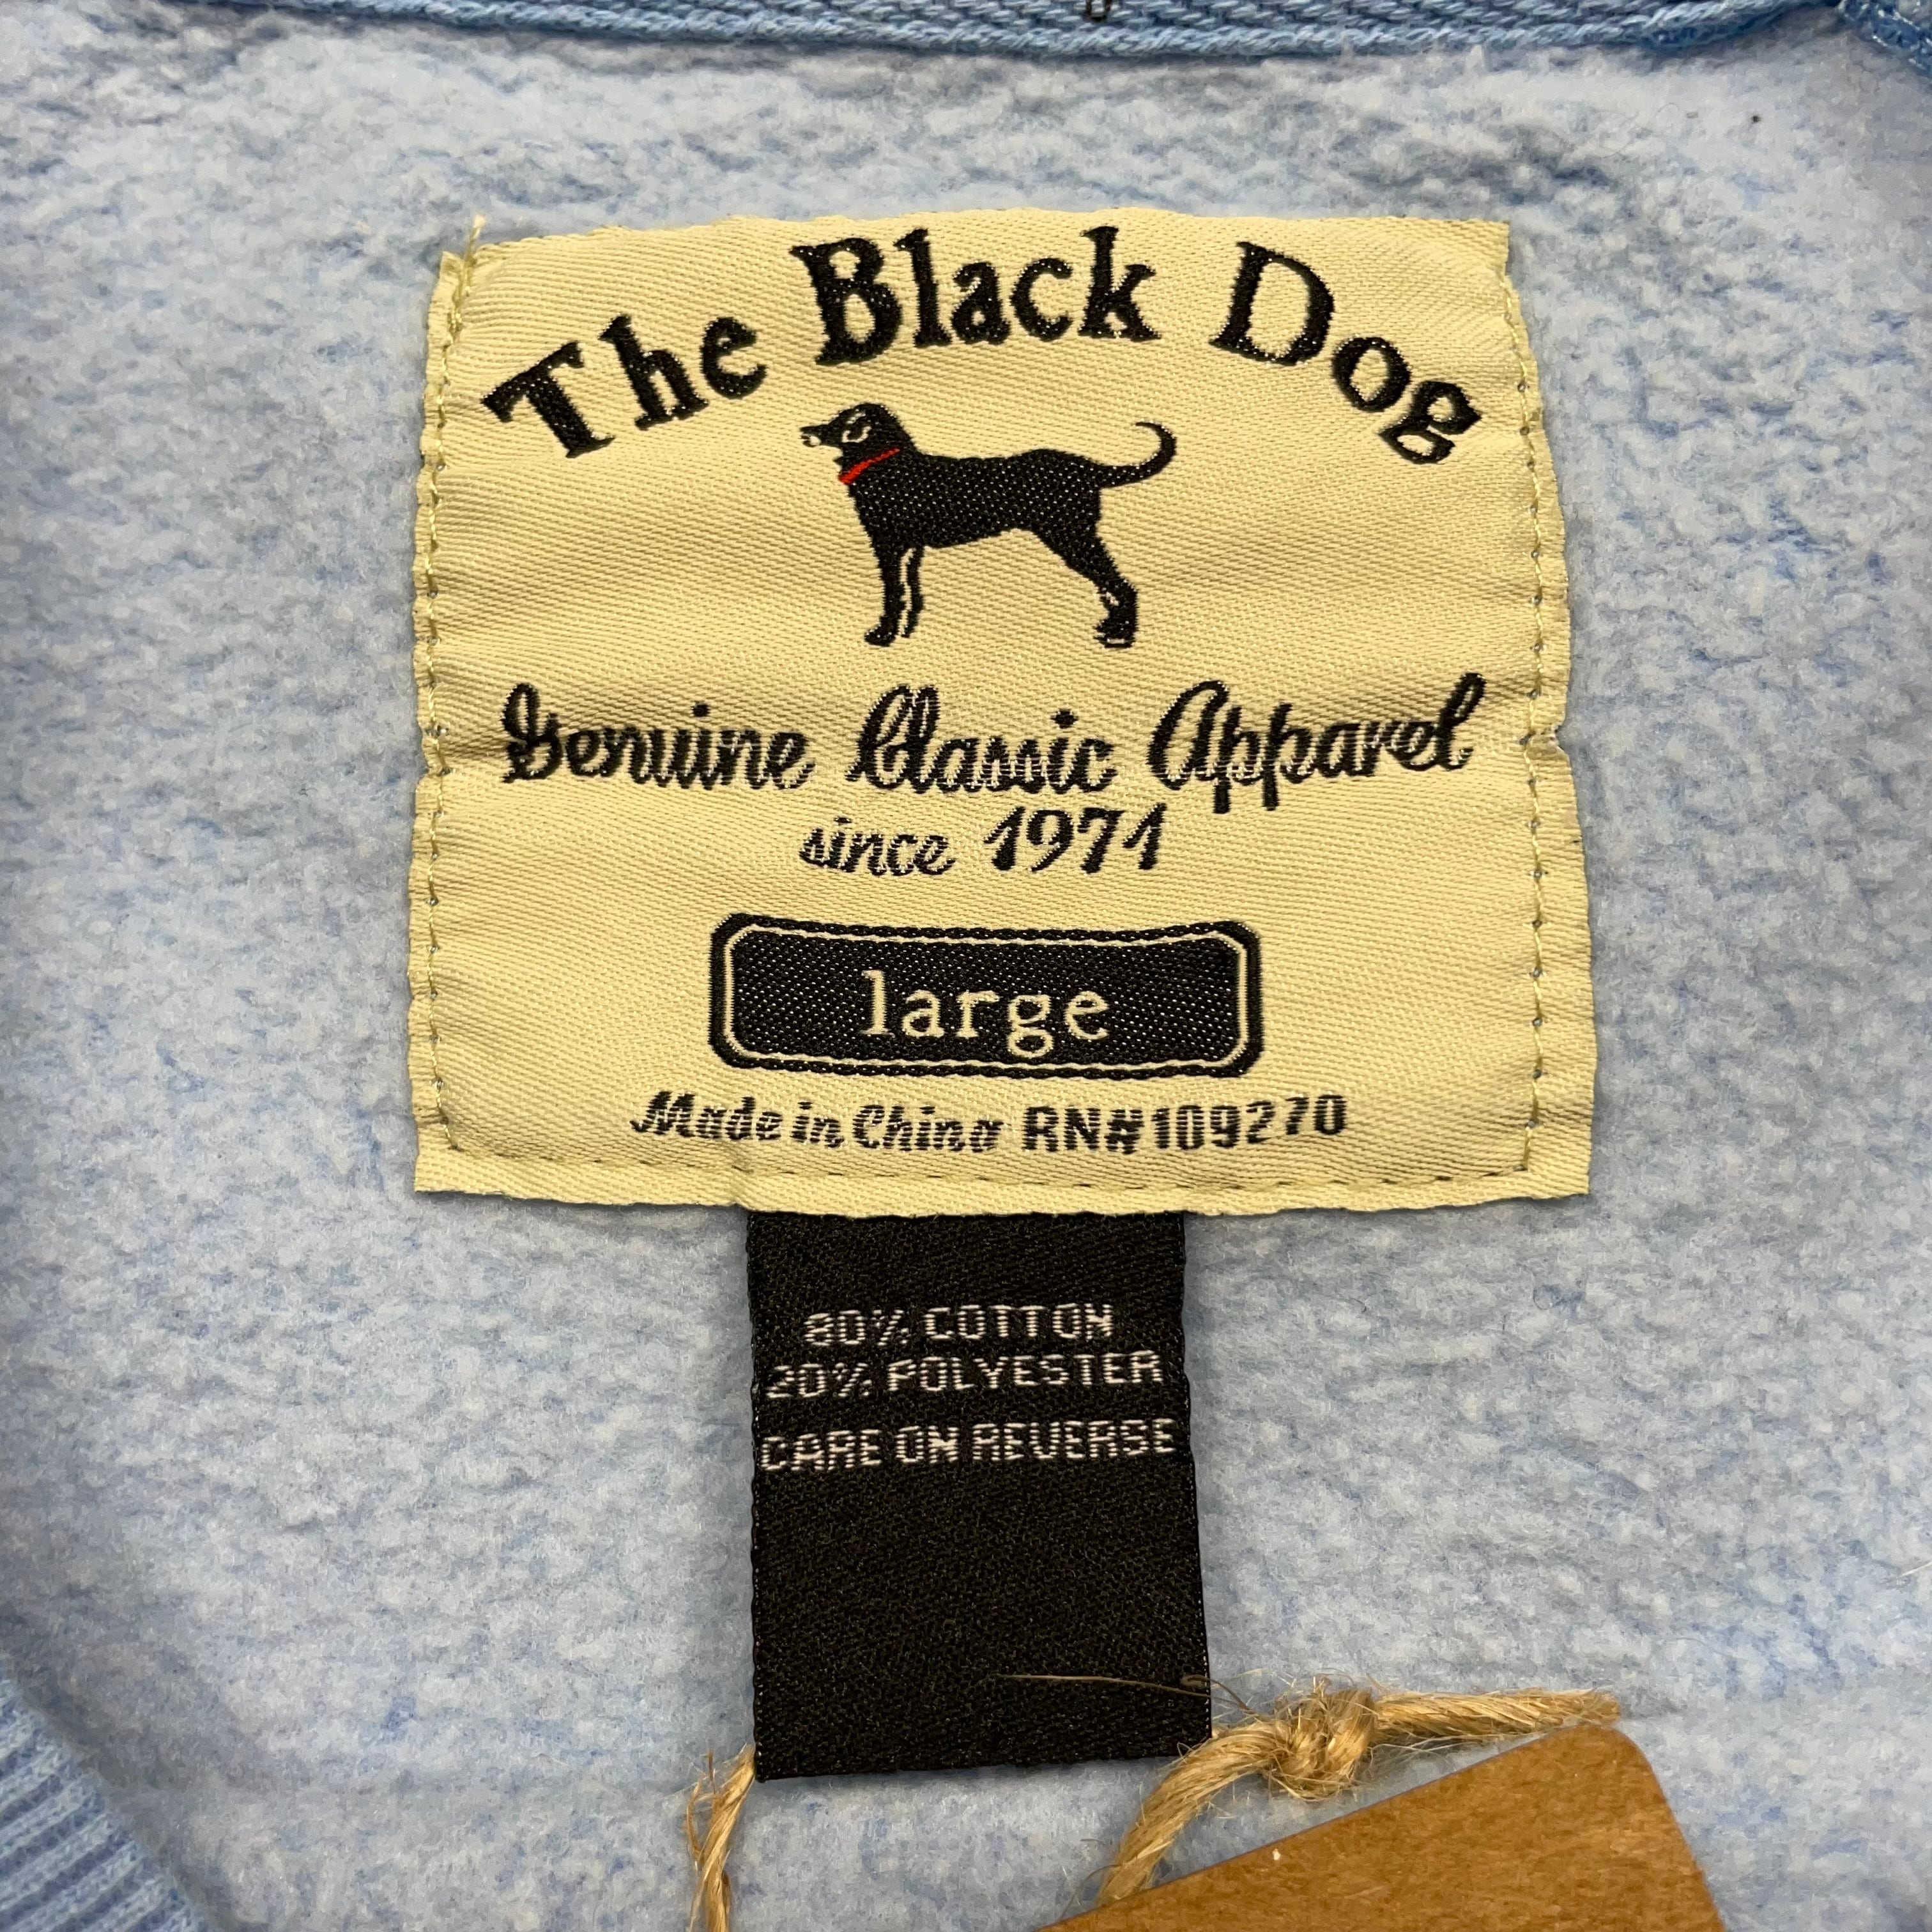 The Black Dog
Genuine Classic Apparel
since 1971
large
Made in China RN#109270
80% COTTON
20% POLYESTER
CARE ON REVERSE